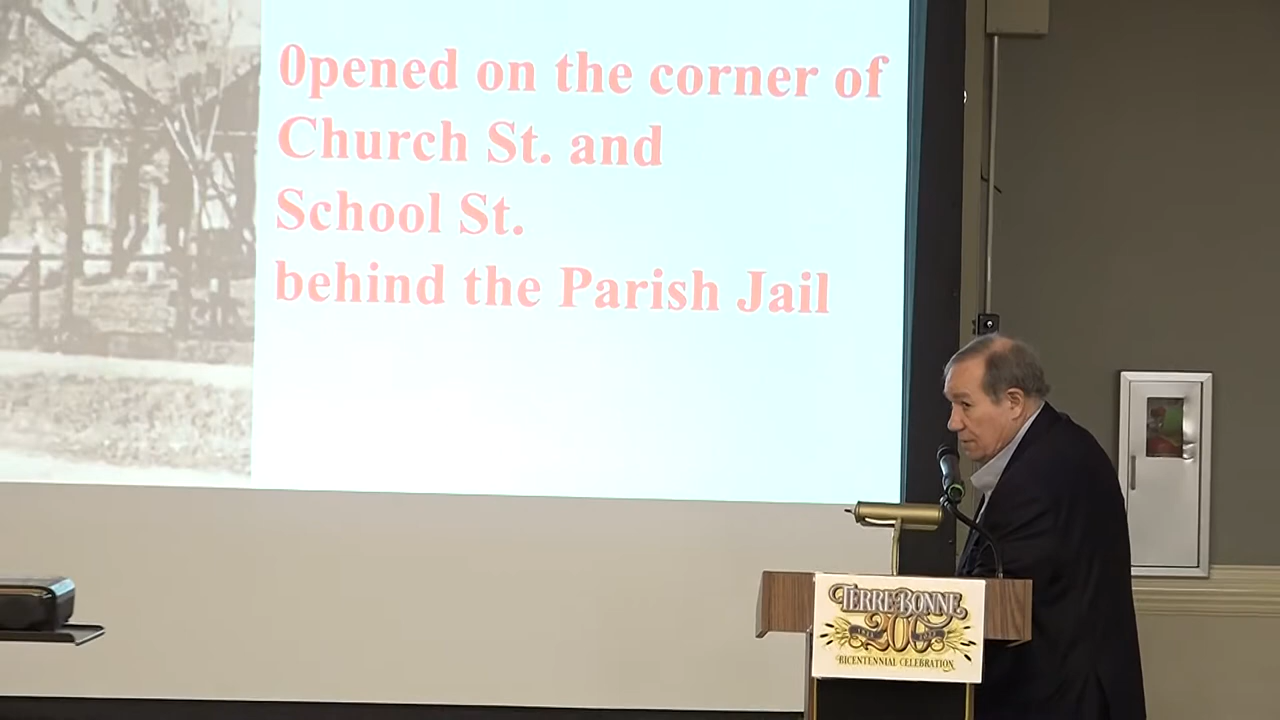 0pened on the corner of
Church St. and
School St.
behind the Parish Jail
TERREBONNE
200
BICENTENNIAL CELEBRATION